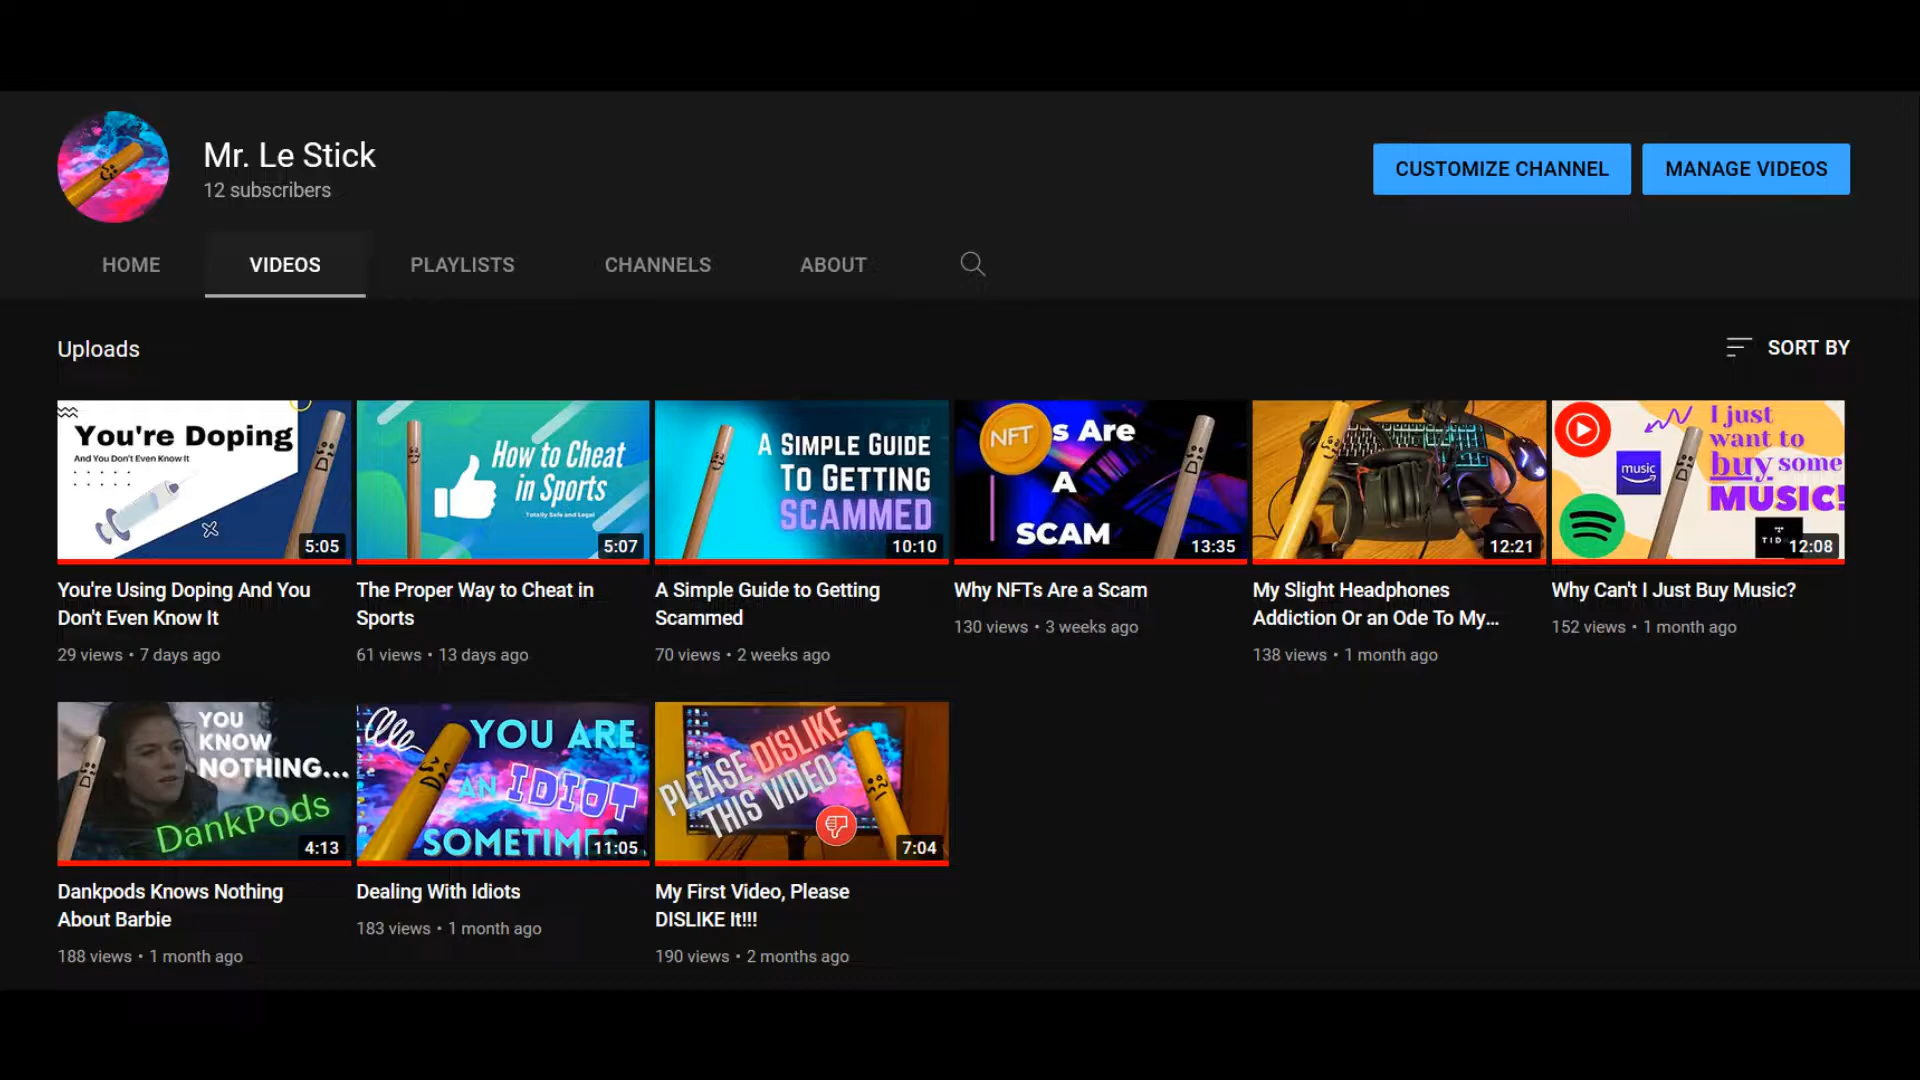 Mr. Le Stick
12 subscribers
CUSTOMIZE CHANNEL
MANAGE VIDEOS
HOME
VIDEOS
PLAYLISTS
CHANNELS
ABOUT
Uploads
SORT BY
You're Doping
And You Don't Even Know It
5:05
You're Using Doping And You
Don't Even Know It
29 views • 7 days ago
How to Cheat
in Sports
Totally Safe and Legal
5:07
The Proper Way to Cheat in
Sports
61 views • 13 days ago
A SIMPLE GUIDE
TO GETTING
SCAMMED
10:10
A Simple Guide to Getting
Scammed
70 views • 2 weeks ago
NFT s Are
A
SCAM
13:35
Why NFTs Are a Scam
130 views • 3 weeks ago
12:21
My Slight Headphones
Addiction Or an Ode To My...
138 views • 1 month ago
I just
want to
buy some
MUSIC!
music
TID
12:08
Why Can't I Just Buy Music?
152 views • 1 month ago
YOU
KNOW
NOTHING...
DankPods
4:13
Dankpods Knows Nothing
About Barbie
188 views • 1 month ago
YOU ARE
AN IDIOT
SOMETIMES
11:05
Dealing With Idiots
183 views • 1 month ago
PLEASE DISLIKE
THIS VIDEO
7:04
My First Video, Please
DISLIKE It!!!
190 views • 2 months ago